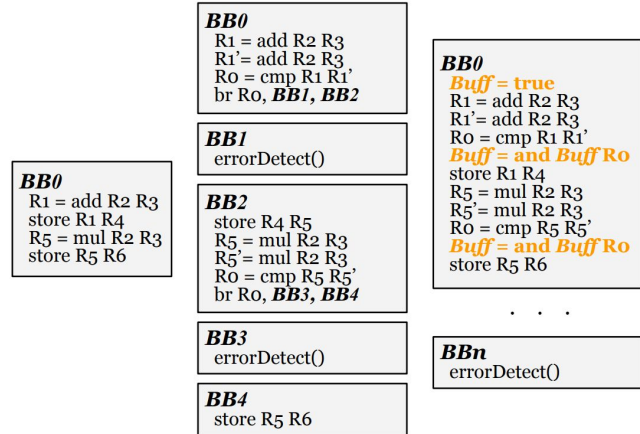 BB0
R1 = add R2 R3
store R1 R4
R5 = mul R2 R3
store R5 R6
BB0
R1 = add R2 R3
R1'= add R2 R3
R0 = cmp R1 R1'
br R0, BB1, BB2
BB1
errorDetect()
BB2
store R4 R5
R5 = mul R2 R3
R5'= mul R2 R3
R0 = cmp R5 R5'
br R0, BB3, BB4
BB3
errorDetect()
BB4
store R5 R6
BB0
Buff = true
R1 = add R2 R3
R1'= add R2 R3
R0 = cmp R1 R1'
Buff = and Buff R0
store R1 R4
R5 = mul R2 R3
R5'= mul R2 R3
R0 = cmp R5 R5'
Buff = and Buff R0
store R5 R6
. . .
BBn
errorDetect()